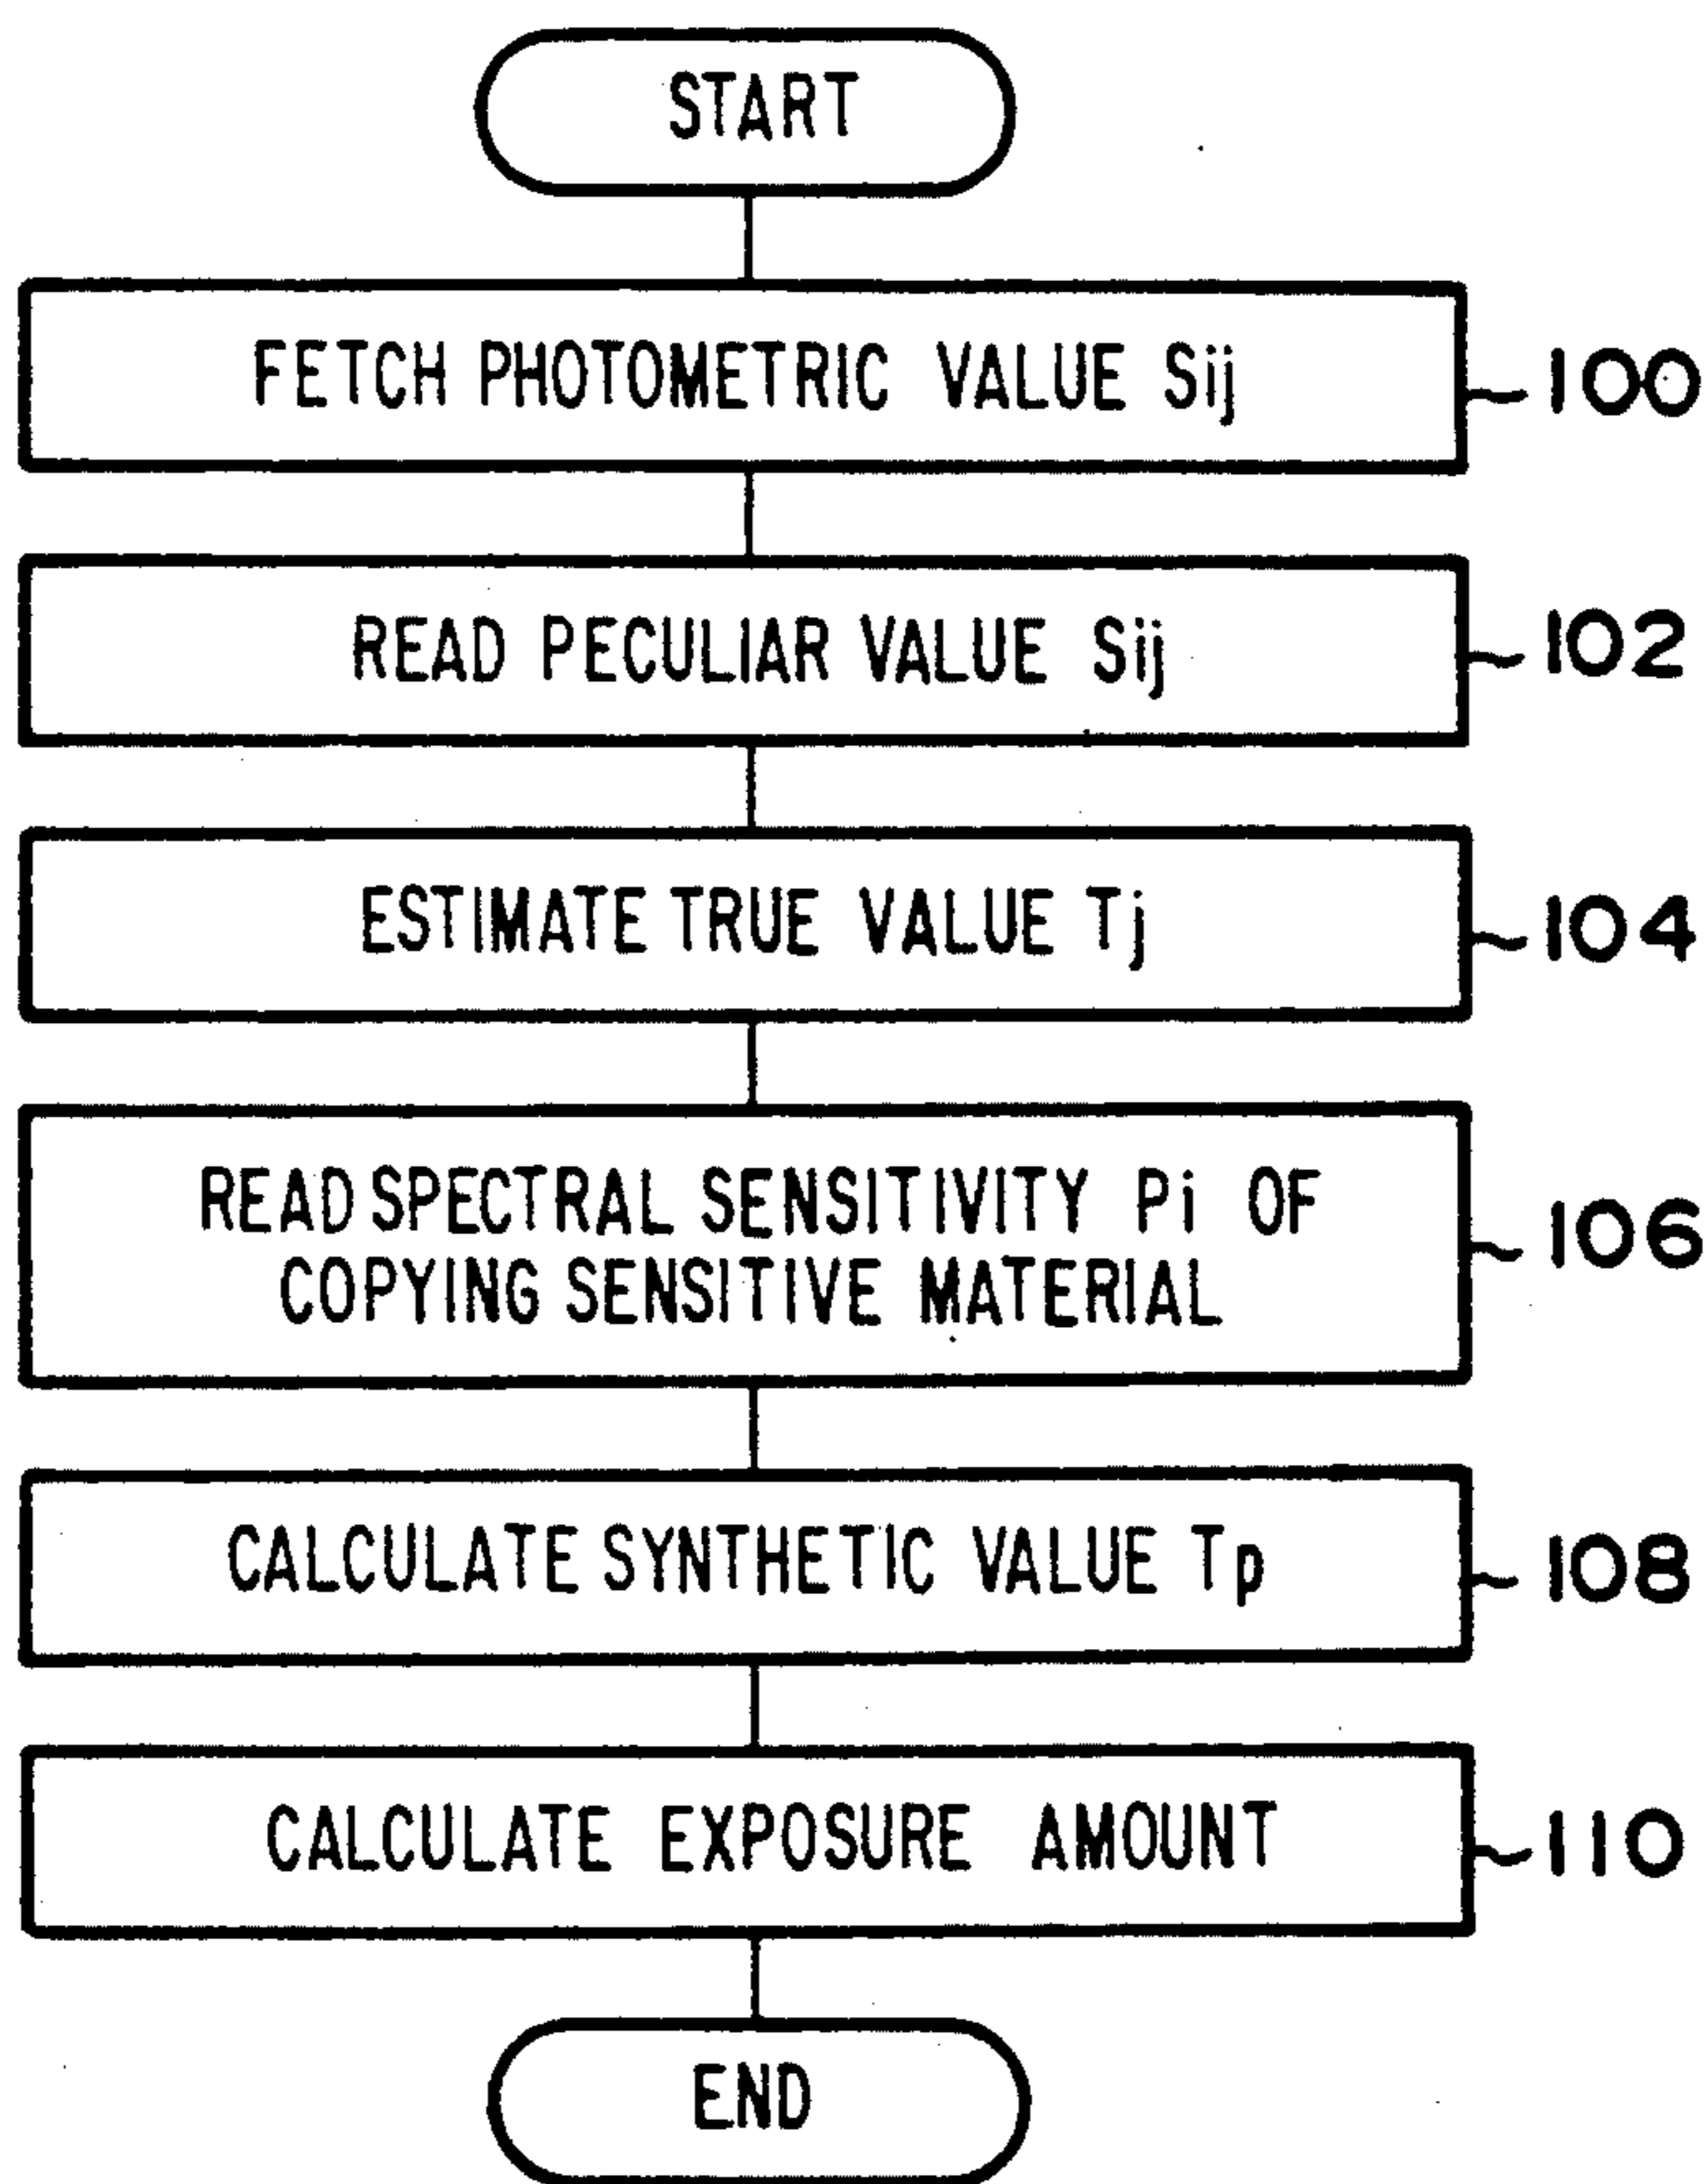 START
FETCH PHOTOMETRIC VALUE Sij
100
READ PECULIAR VALUE Sij
102
ESTIMATE TRUE VALUE Tj
104
READ SPECTRAL SENSITIVITY Pi OF
COPYING SENSITIVE MATERIAL
106
CALCULATE SYNTHETIC VALUE Tp
108
CALCULATE EXPOSURE AMOUNT
110
END